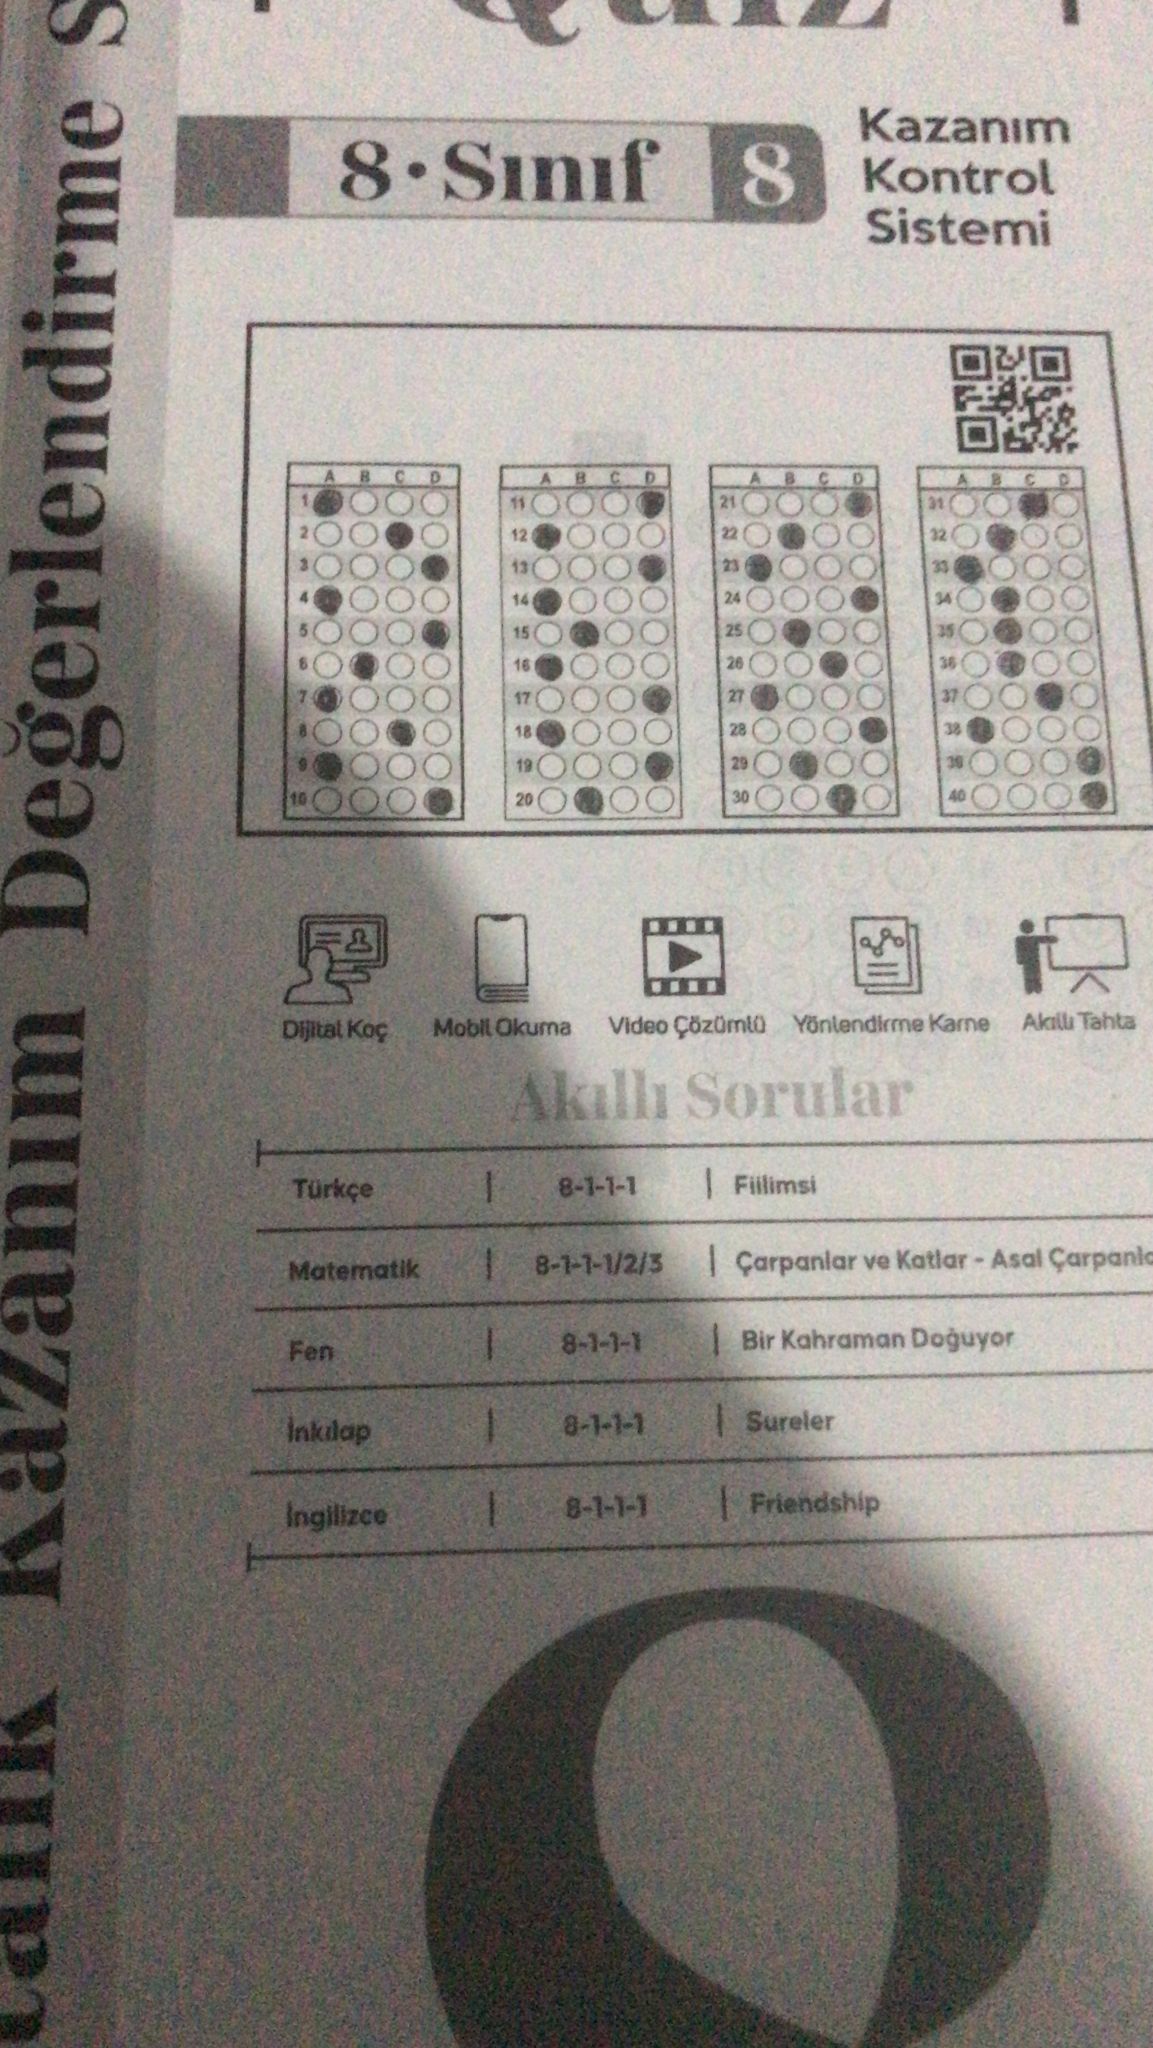 Quiz
8.Sınıf 8
Kazanım
Kontrol
Sistemi
A B C D
1
2
3
4
5
6
7
8
9
10
A B C D
11
12
13
14
15
16
17
18
19
20
A B C D
21
22
23
24
25
26
27
28
29
30
A B C D
31
32
33
34
35
36
37
38
39
40
Dijital Koç Mobil Okuma Video Çözümlü Yönlendirme Karne Akıllı Tahta
Akıllı Sorular
Türkçe | 8-1-1-1 | Fiilimsi
Matematik | 8-1-1-1/2/3 | Çarpanlar ve Katlar - Asal
Fen | 8-1-1-1 | Bir Kahraman Doğuyor
İnkılap | 8-1-1-1 | Sureler
İngilizce | 8-1-1-1 | Friendship
Kazanım Değerlendirme